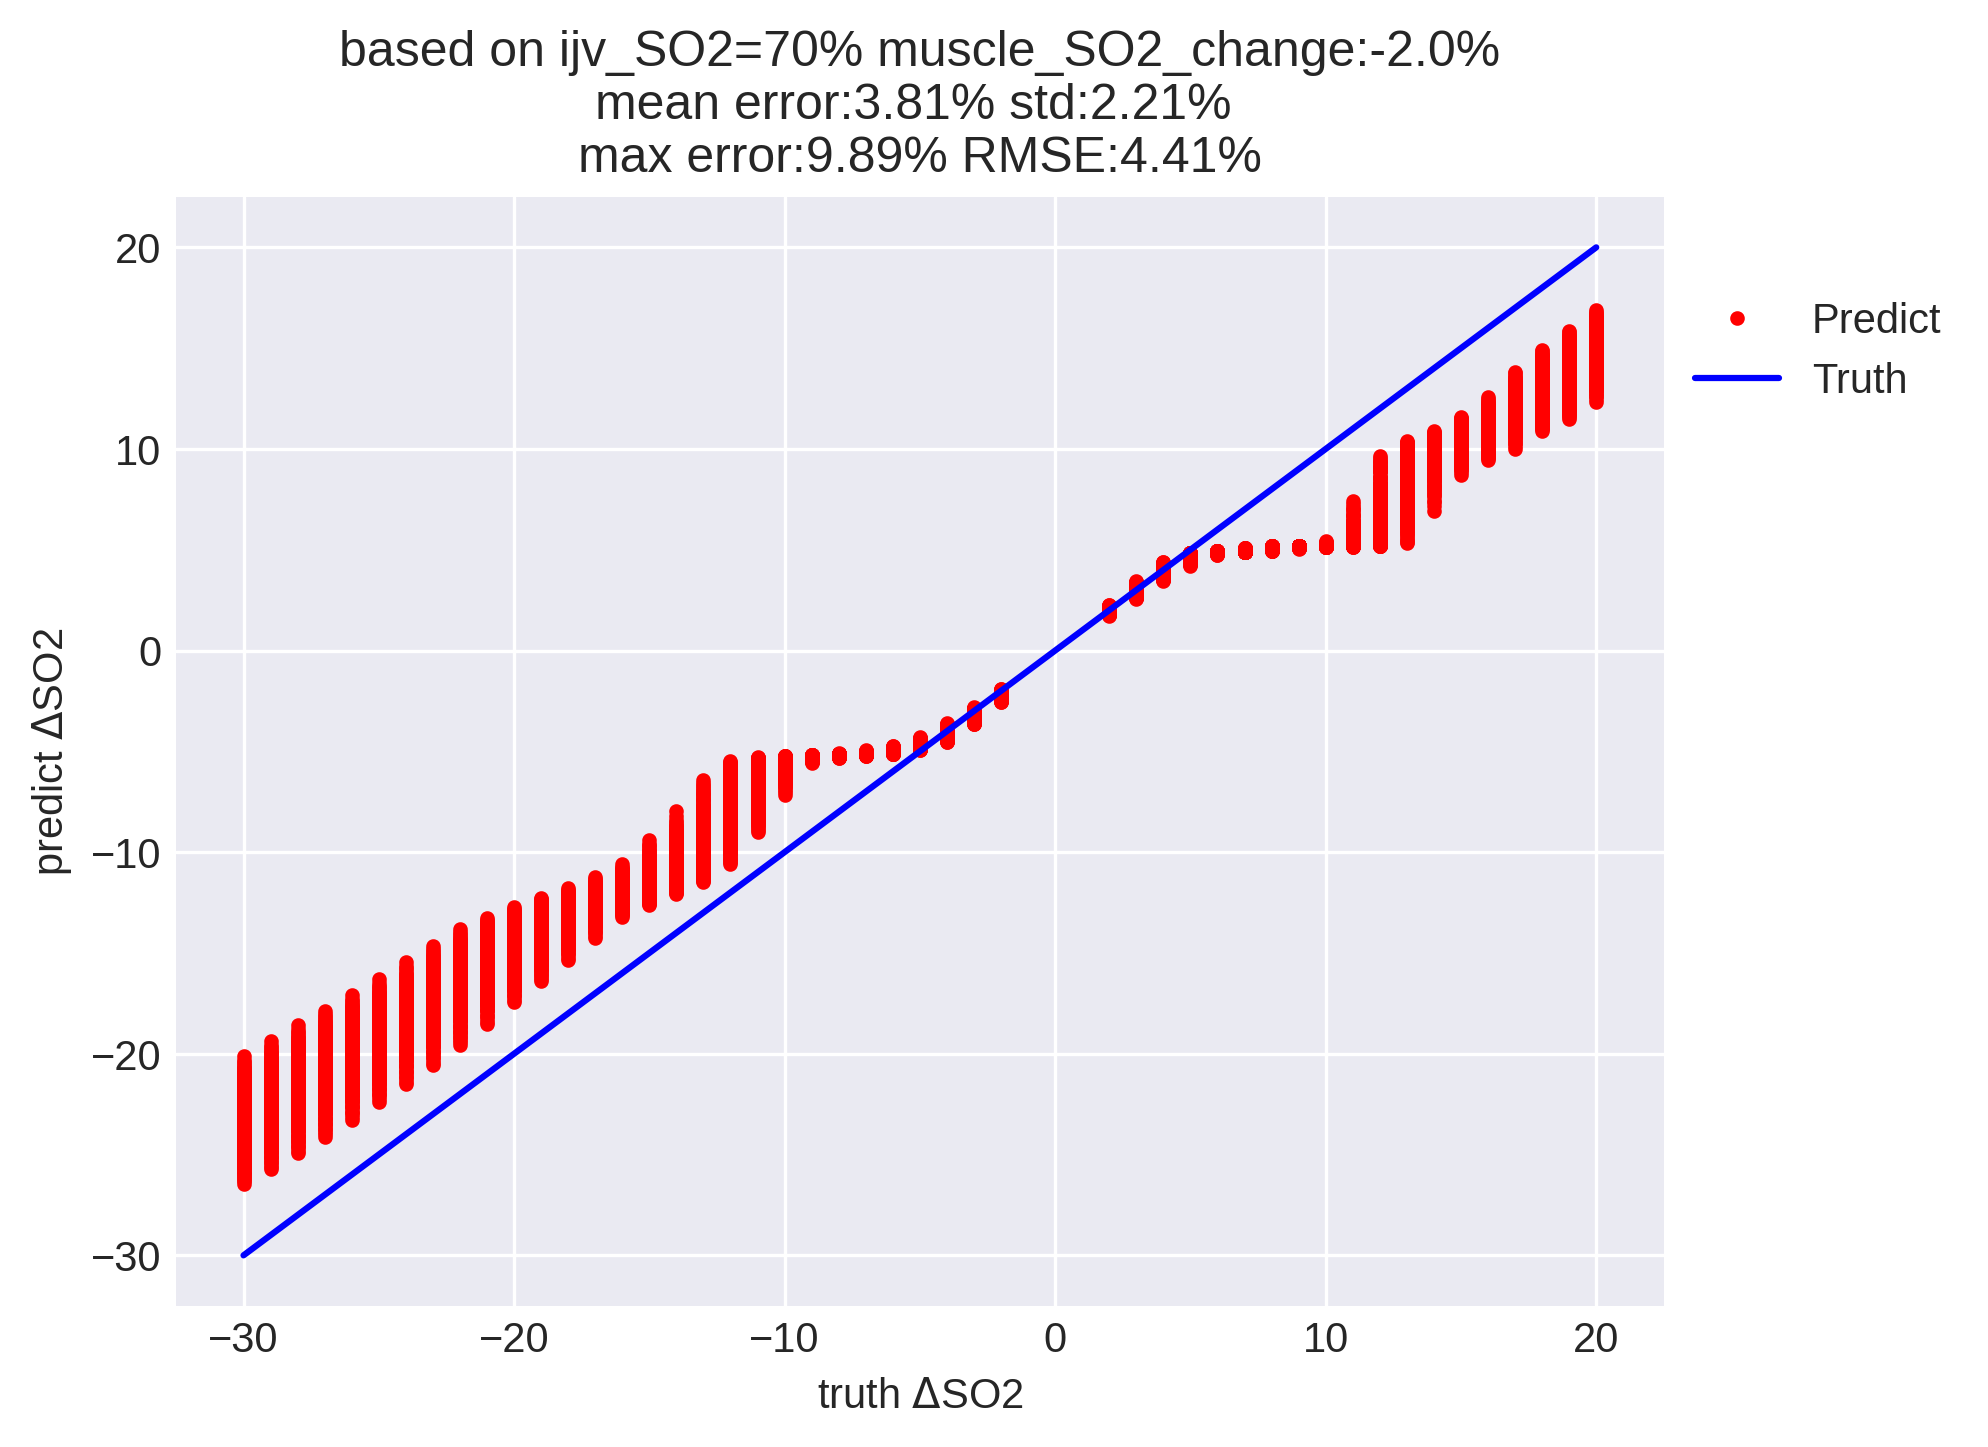 based on ijv_SO2=70% muscle_SO2_change:-2.0%
mean error:3.81% std:2.21%
max error:9.89% RMSE:4.41%
20
10
0
−10
−20
−30
predict ΔSO2
−30
−20
−10
0
10
20
truth ΔSO2
Predict
Truth